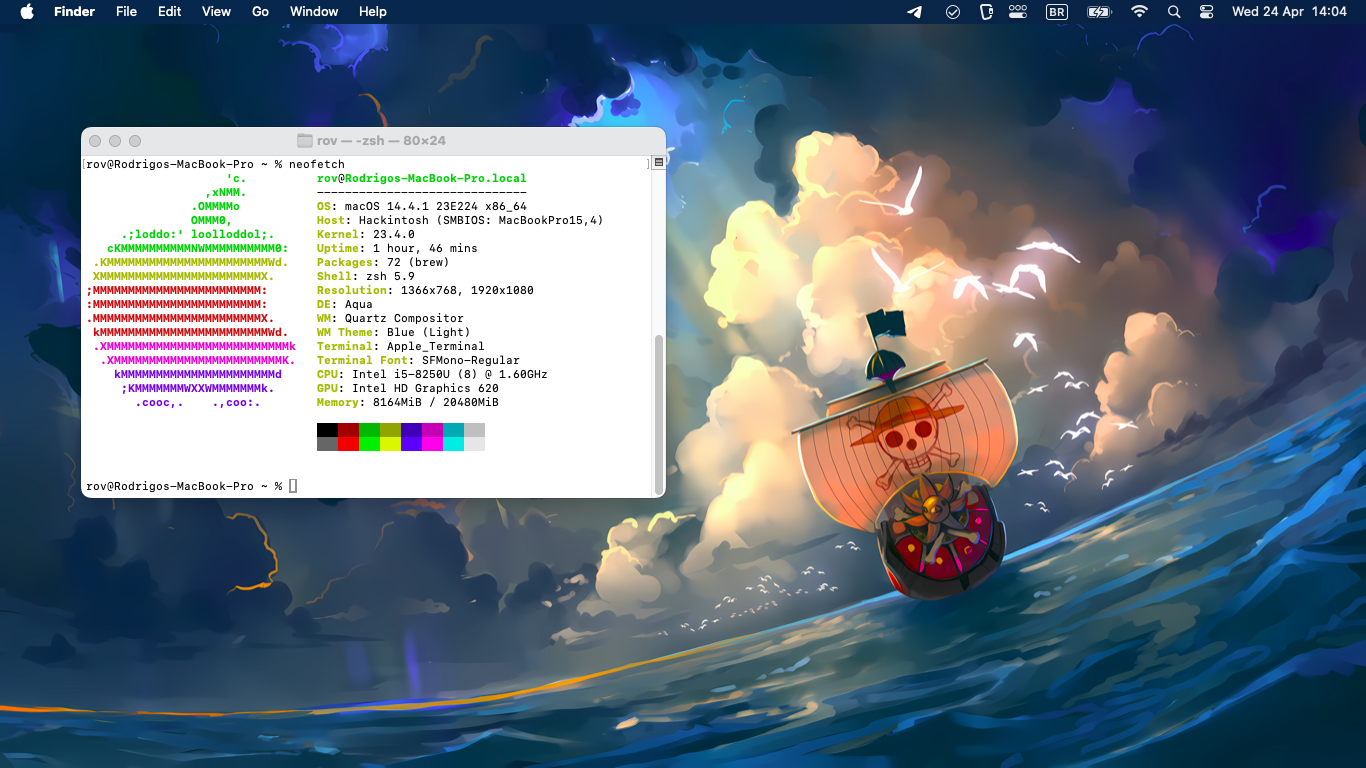 Finder File Edit View Go Window Help BR Wed 24 Apr 14:04
rov — -zsh — 80×24
[rov@Rodrigos-MacBook-Pro ~ % neofetch ]
'c. rov@Rodrigos-MacBook-Pro.local
,xNMM. ------------------------------
.OMMMMo OS: macOS 14.4.1 23E224 x86_64
OMMM0, Host: Hackintosh (SMBIOS: MacBookPro15,4)
.;loddo:' loolloddol;. Kernel: 23.4.0
cKMMMMMMMMMMNWMMMMMMMMMM0: Uptime: 1 hour, 46 mins
.KMMMMMMMMMMMMMMMMMMMMMMMWd. Packages: 72 (brew)
XMMMMMMMMMMMMMMMMMMMMMMMX. Shell: zsh 5.9
;MMMMMMMMMMMMMMMMMMMMMMMM: Resolution: 1366x768, 1920x1080
:MMMMMMMMMMMMMMMMMMMMMMMM: DE: Aqua
.MMMMMMMMMMMMMMMMMMMMMMMMX. WM: Quartz Compositor
kMMMMMMMMMMMMMMMMMMMMMMMMWd. WM Theme: Blue (Light)
.XMMMMMMMMMMMMMMMMMMMMMMMMMMk Terminal: Apple_Terminal
.XMMMMMMMMMMMMMMMMMMMMMMMMK. Terminal Font: SFMono-Regular
kMMMMMMMMMMMMMMMMMMMMMMd CPU: Intel i5-8250U (8) @ 1.60GHz
;KMMMMMMMWXXWMMMMMMMk. GPU: Intel HD Graphics 620
.cooc,. .,coo:. Memory: 8164MiB / 20480MiB
rov@Rodrigos-MacBook-Pro ~ %